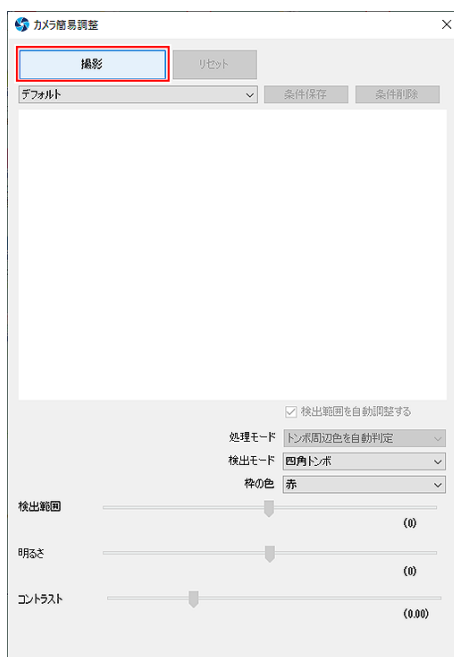 カメラ簡易調整
撮影 リセット
デフォルト 条件保存 条件削除
検出範囲を自動調整する
処理モード トンボ周辺色を自動判定
検出モード 四角トンボ
枠の色 赤
検出範囲
(0)
明るさ
(0)
コントラスト
(0.00)